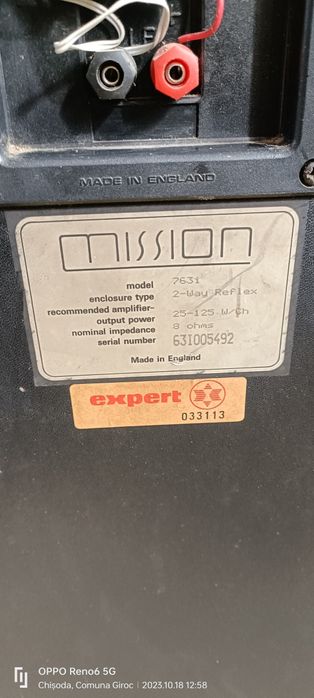 MADE IN ENGLAND
mission
model 7631
enclosure type 2-Way Reflex
recommended amplifier-
output power 25-125 W/Ch
nominal impedance 8 ohms
serial number 63I005492
Made in England
expert
033113
OPPO Reno6 5G
Chișoda, Comuna Giroc | 2023.10.18 12:58